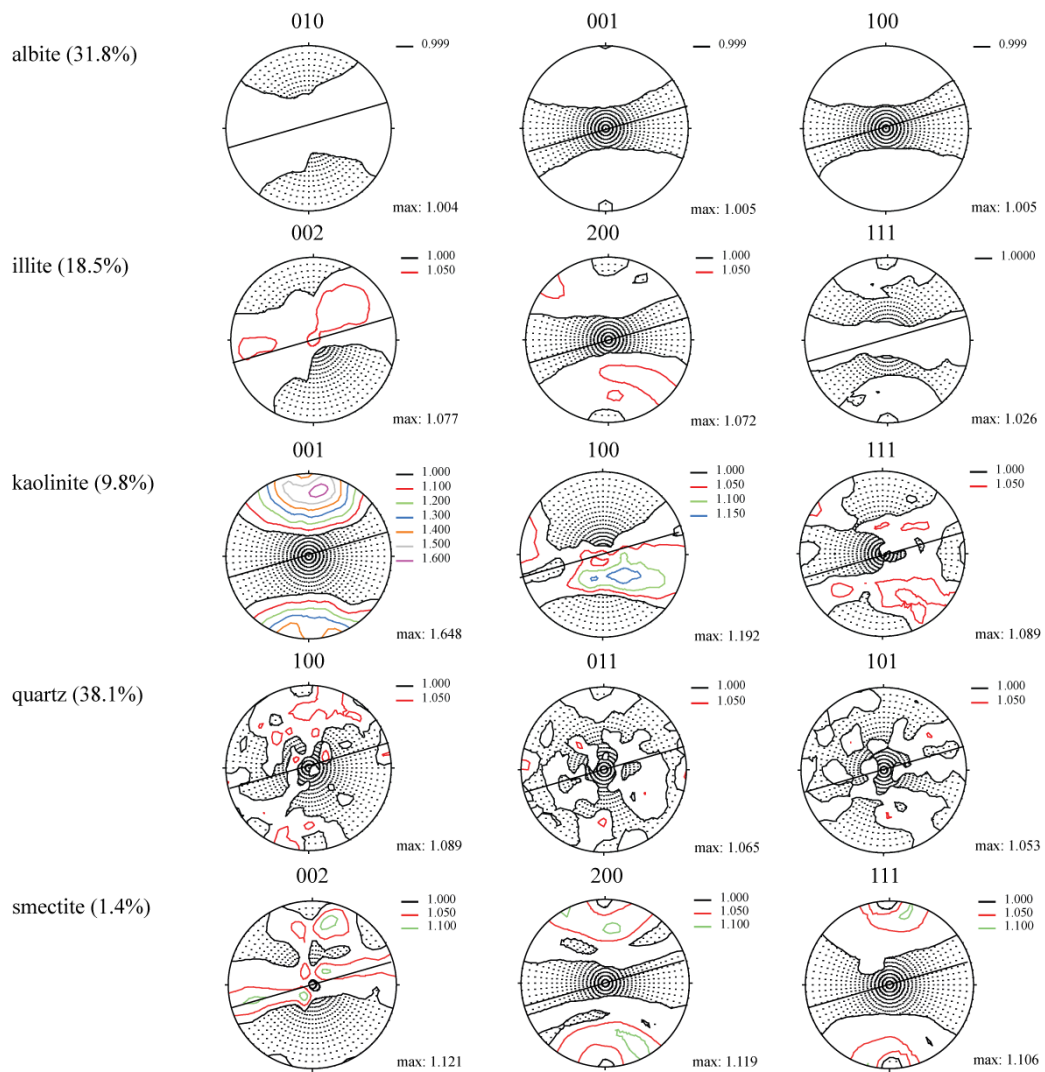 010 001 100
albite (31.8%) 0.999 0.999 0.999
max: 1.004 max: 1.005 max: 1.005
002 200 111
illite (18.5%) 1.000 1.000 1.0000
1.050 1.050
max: 1.077 max: 1.072 max: 1.026
001 100 111
kaolinite (9.8%) 1.000 1.000 1.000
1.100 1.050 1.050
1.200 1.100
1.300 1.150
1.400
1.500
1.600
max: 1.648 max: 1.192 max: 1.089
100 011 101
quartz (38.1%) 1.000 1.000 1.000
1.050 1.050 1.050
max: 1.089 max: 1.065 max: 1.053
002 200 111
smectite (1.4%) 1.000 1.000 1.000
1.050 1.050 1.050
1.100 1.100 1.100
max: 1.121 max: 1.119 max: 1.106